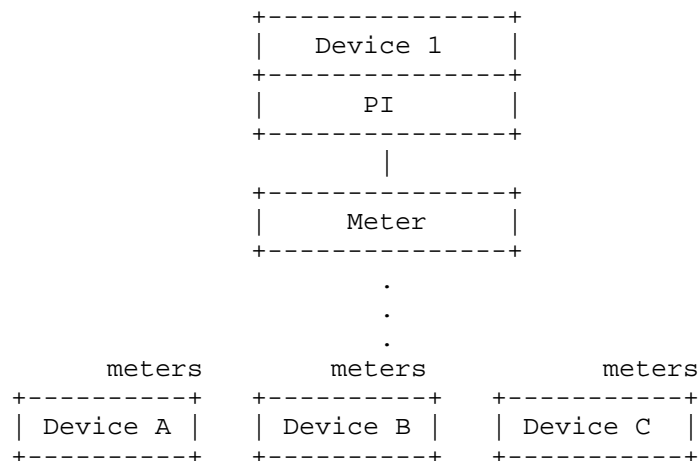 +---------------+
| Device 1 |
+---------------+
| PI |
+---------------+
|
+---------------+
| Meter |
+---------------+
.
.
.
meters meters meters
+----------+ +----------+ +-----------+
| Device A | | Device B | | Device C |
+----------+ +----------+ +-----------+